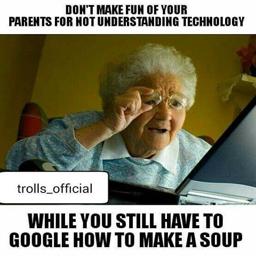 DON'T MAKE FUN OF YOUR
PARENTS FOR NOT UNDERSTANDING TECHNOLOGY
trolls_official
WHILE YOU STILL HAVE TO
GOOGLE HOW TO MAKE A SOUP